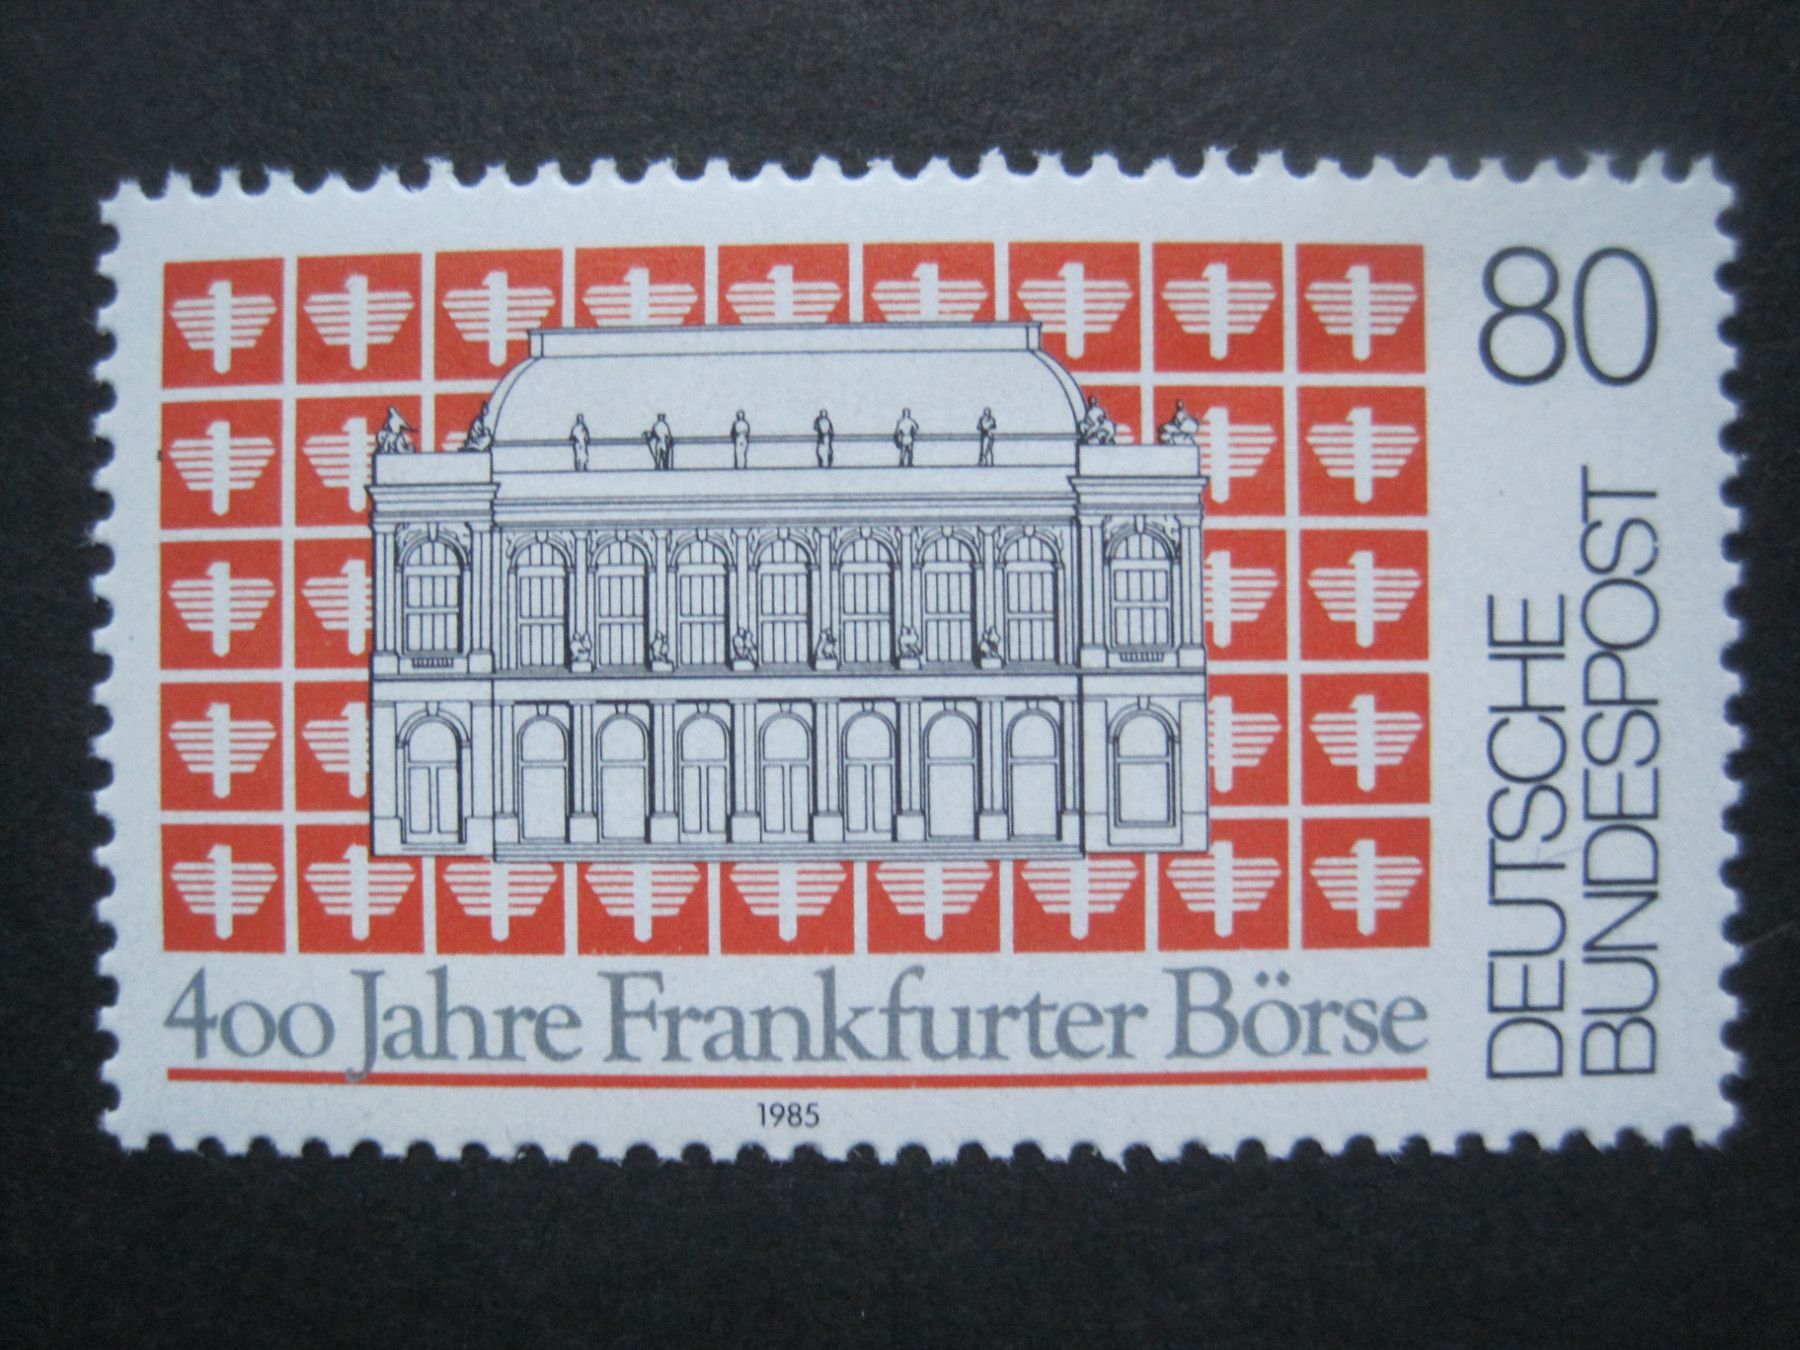 80
DEUTSCHE
BUNDESPOST
400 Jahre Frankfurter Börse
1985